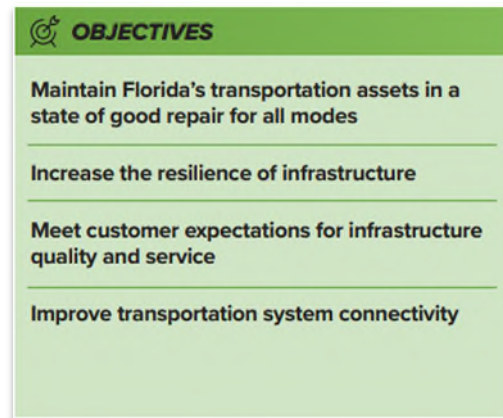 OBJECTIVES
Maintain Florida's transportation assets in a
state of good repair for all modes
Increase the resilience of infrastructure
Meet customer expectations for infrastructure
quality and service
Improve transportation system connectivity